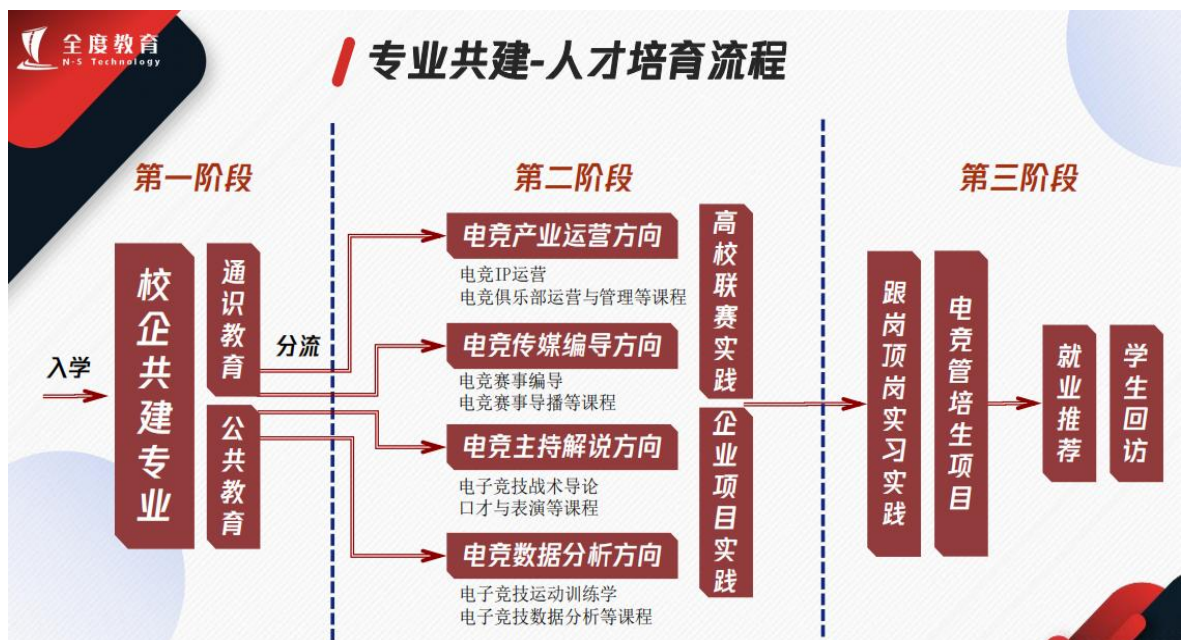 全度教育
N-S Technology
专业共建-人才培育流程
第一阶段
第二阶段
第三阶段
入学
校企共建专业
通识教育
公共教育
分流
电竞产业运营方向
电竞IP运营
电竞俱乐部运营与管理等课程
电竞传媒编导方向
电竞赛事编导
电竞赛事导播等课程
电竞主持解说方向
电子竞技战术导论
口才与表演等课程
电竞数据分析方向
电子竞技运动训练学
电子竞技数据分析等课程
高校联赛实践
企业项目实践
跟岗顶岗实习实践
电竞管培生项目
就业推荐
学生回访